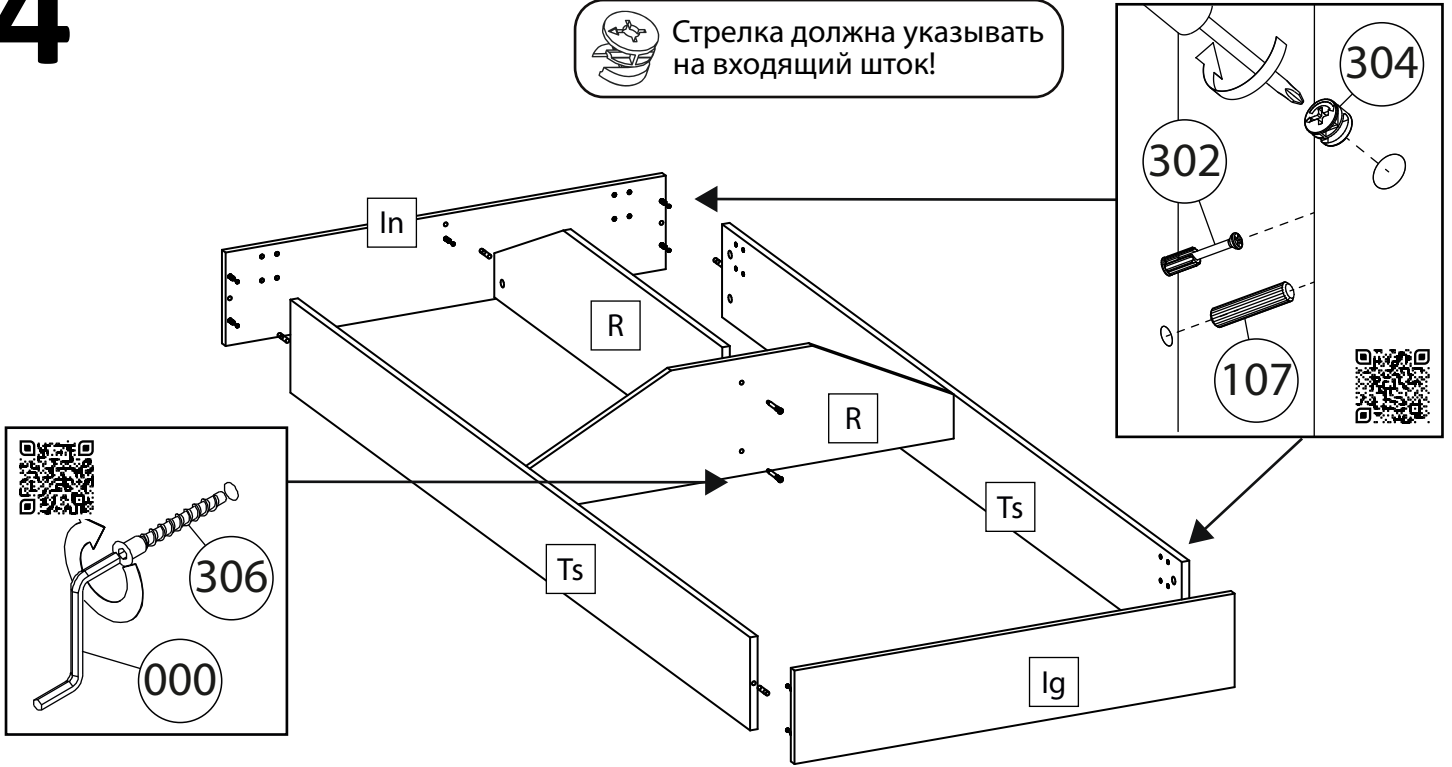 4
Стрелка должна указывать
на входящий шток!
304
302
107
In
R
R
Ts
Ts
Ig
306
000